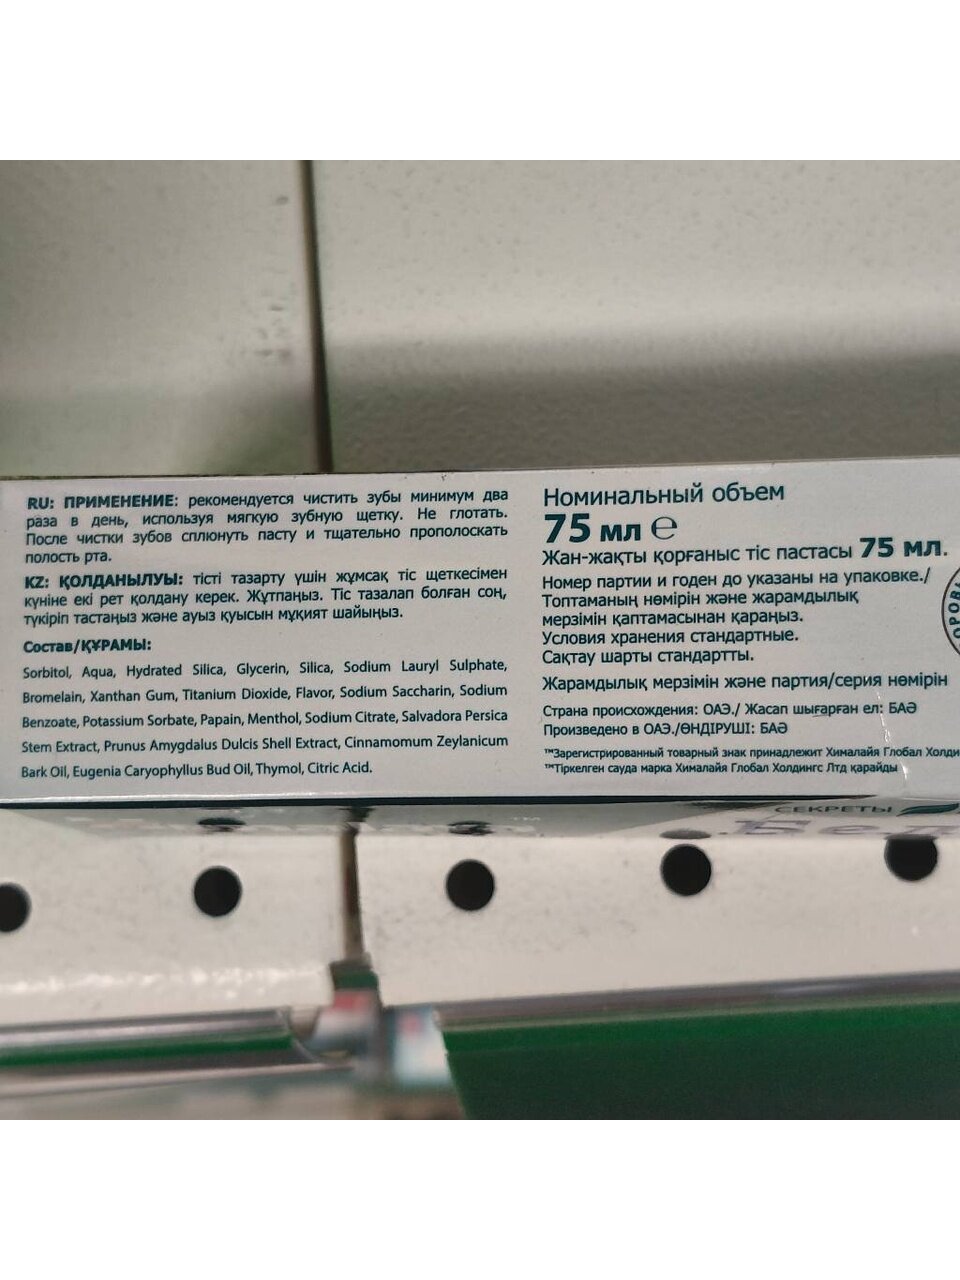 RU: ПРИМЕНЕНИЕ: рекомендуется чистить зубы минимум два
раза в день, используя мягкую зубную щетку. Не глотать.
После чистки зубов сплюнуть пасту и тщательно прополоскать
полость рта.
KZ: ҚОЛДАНЫЛУЫ: тісті тазарту үшін жұмсақ тіс щеткесімен
күніне екі рет қолдану керек. Жұтпаңыз. Тіс тазалап болған соң,
түкіріп тастаңыз және ауыз қуысын мұқият шайыңыз.
Состав/ҚҰРАМЫ:
Sorbitol, Aqua, Hydrated Silica, Glycerin, Silica, Sodium Lauryl Sulphate,
Bromelain, Xanthan Gum, Titanium Dioxide, Flavor, Sodium Saccharin, Sodium
Benzoate, Potassium Sorbate, Papain, Menthol, Sodium Citrate, Salvadora Persica
Stem Extract, Prunus Amygdalus Dulcis Shell Extract, Cinnamomum Zeylanicum
Bark Oil, Eugenia Caryophyllus Bud Oil, Thymol, Citric Acid.
Номинальный объем
75 мл ℮
Жан-жақты қорғаныс тіс пастасы 75 мл.
Номер партии и годен до указаны на упаковке./
Топтаманың нөмірін және жарамдылық
мерзімін қаптамасынан қараңыз.
Условия хранения стандартные.
Сақтау шарты стандартты.
Жарамдылық мерзімін және партия/серия нөмірін
Страна происхождения: ОАЭ./ Жасап шығарған ел: БАӘ
Произведено в ОАЭ./ӨНДІРУШІ: БАӘ
™Зарегистрированный товарный знак принадлежит Хималайя Глобал Холди
™Тіркелген сауда марка Хималайя Глобал Холдингс Лтд қарайды
СЕКРЕТЫ